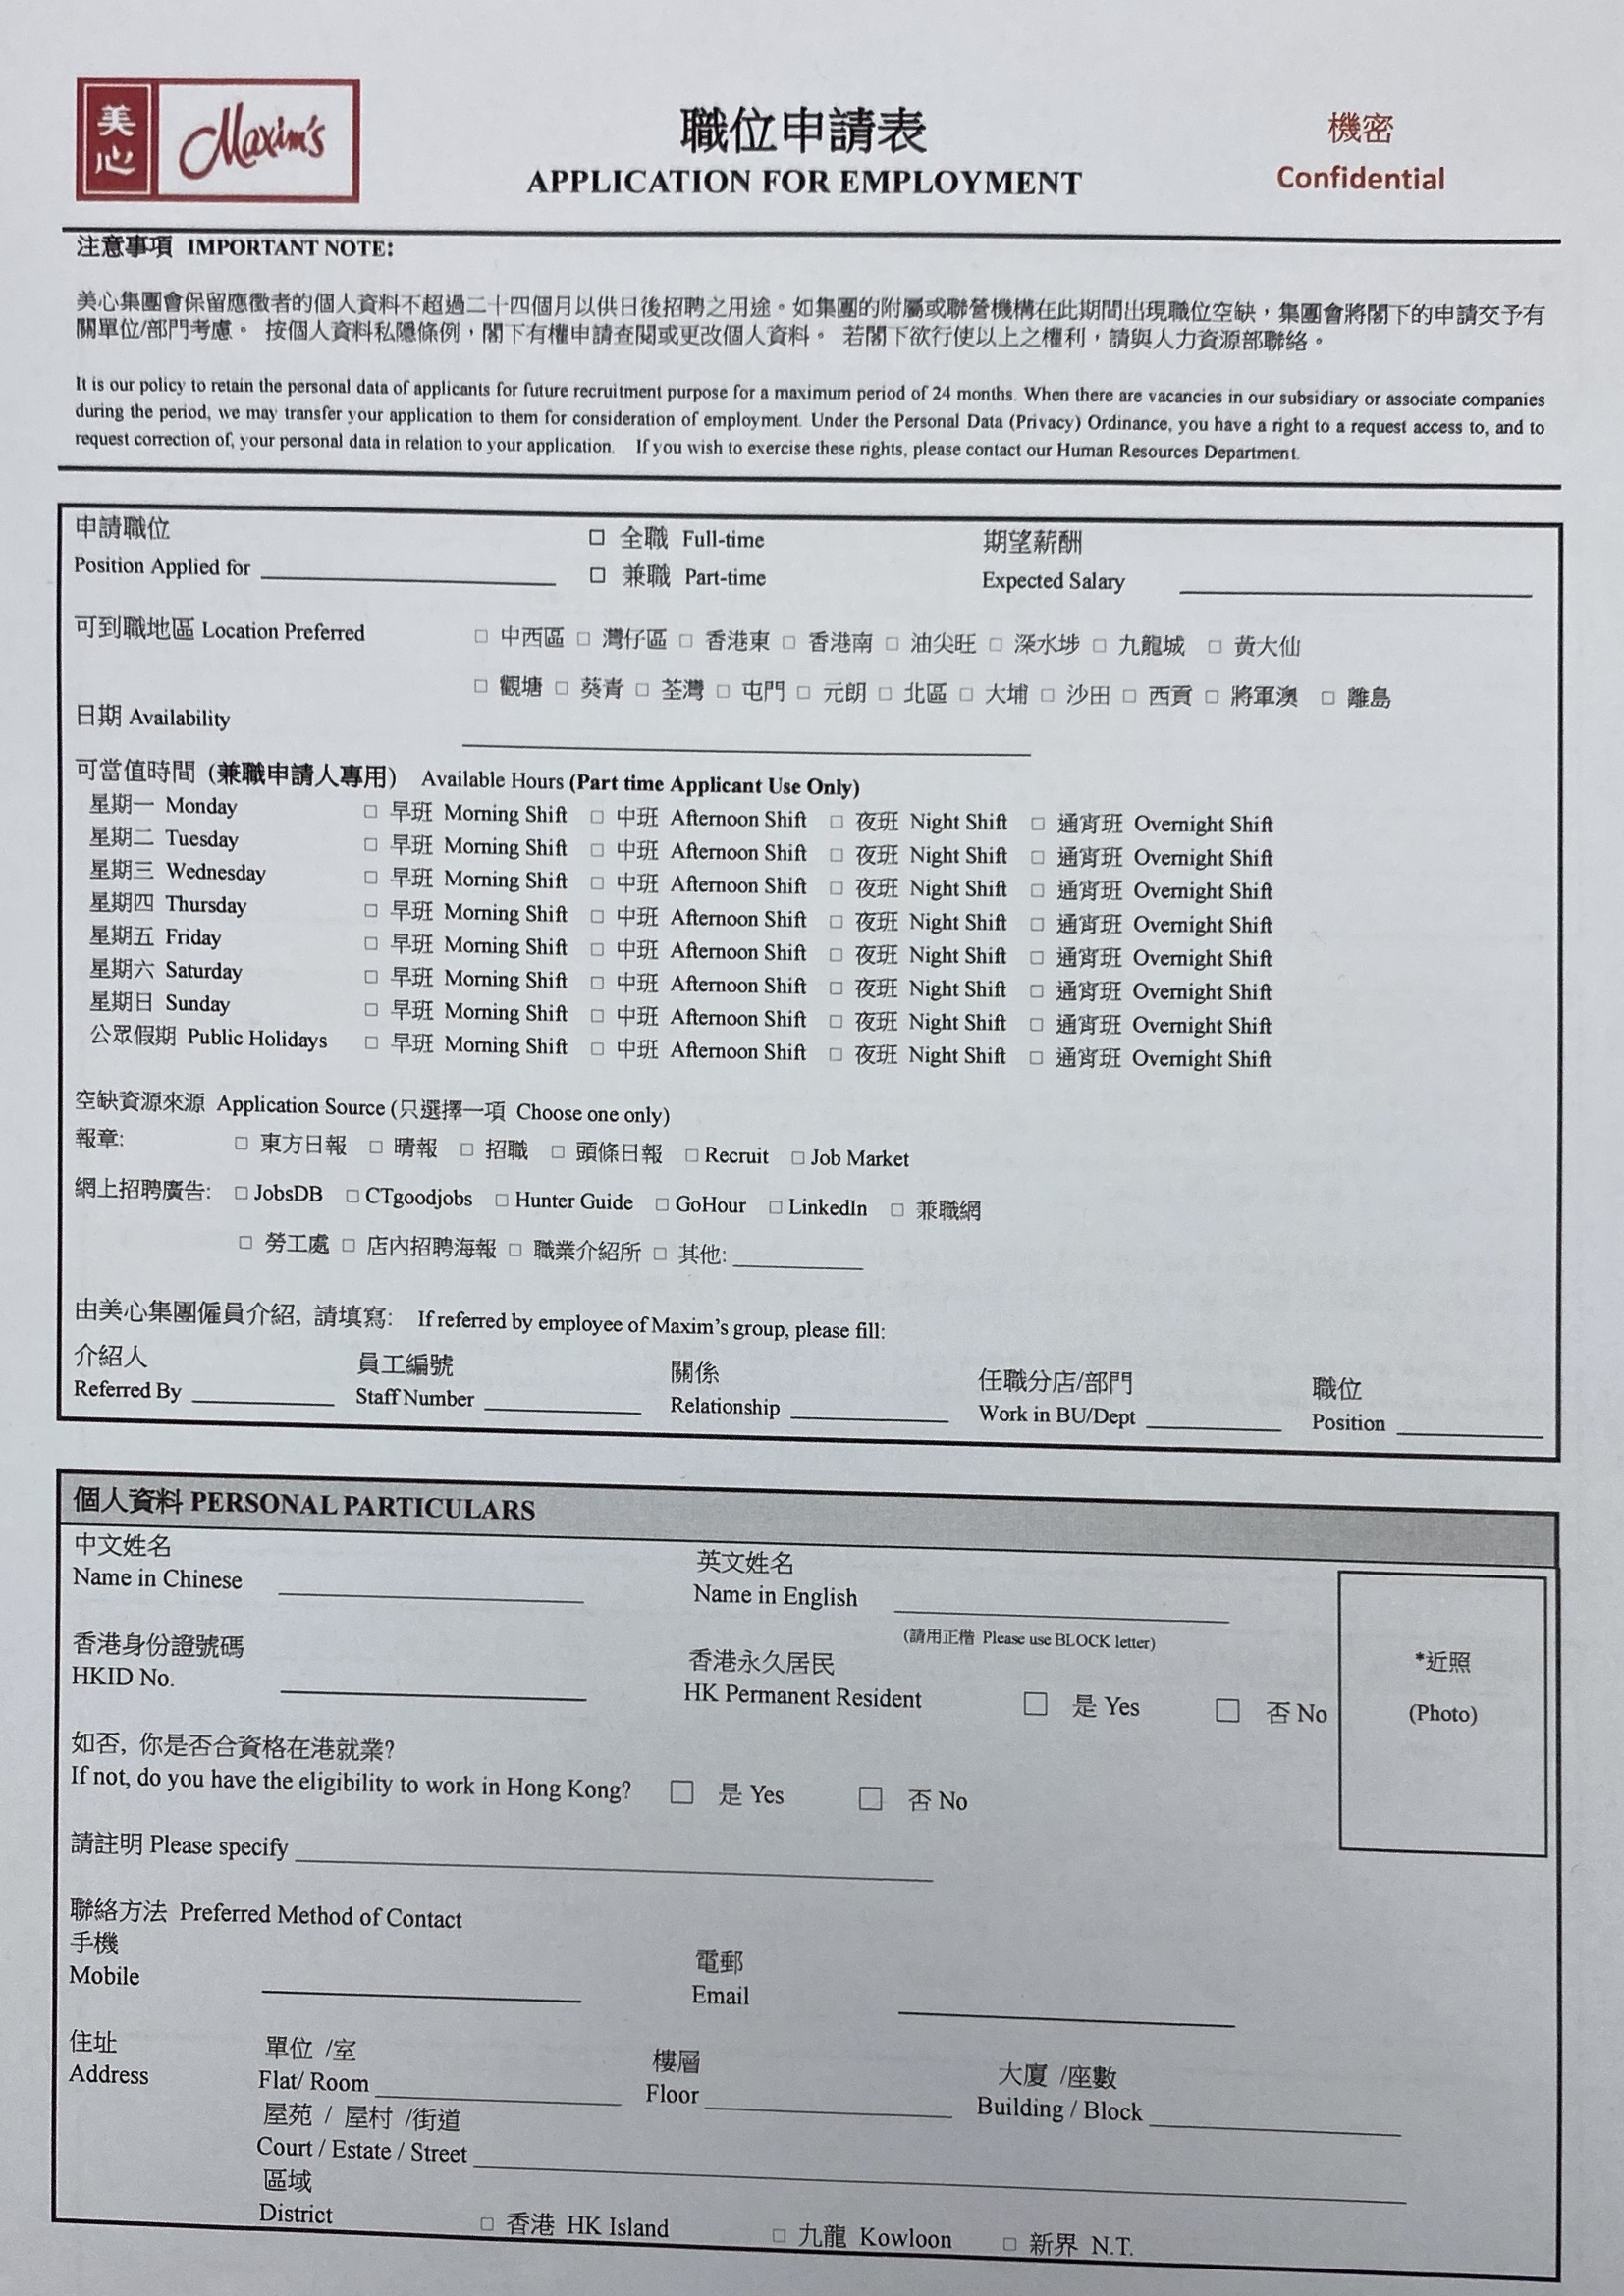 美心 Maxim's
職位申請表
APPLICATION FOR EMPLOYMENT
機密
Confidential
注意事項 IMPORTANT NOTE:
美心集團會保留應徵者的個人資料不超過二十四個月以供日後招聘之用途。如集團的附屬或聯營機構在此期間出現職位空缺，集團會將閣下的申請交予有
關單位/部門考慮。 按個人資料私隱條例，閣下有權申請查閱或更改個人資料。 若閣下欲行使以上之權利，請與人力資源部聯絡。
It is our policy to retain the personal data of applicants for future recruitment purpose for a maximum period of 24 months. When there are vacancies in our subsidiary or associate companies
during the period, we may transfer your application to them for consideration of employment. Under the Personal Data (Privacy) Ordinance, you have a right to a request access to, and to
request correction of, your personal data in relation to your application. If you wish to exercise these rights, please contact our Human Resources Department.
申請職位 □ 全職 Full-time 期望薪酬
Position Applied for ________ □ 兼職 Part-time Expected Salary ________
可到職地區 Location Preferred □ 中西區 □ 灣仔區 □ 香港東 □ 香港南 □ 油尖旺 □ 深水埗 □ 九龍城 □ 黃大仙
□ 觀塘 □ 葵青 □ 荃灣 □ 屯門 □ 元朗 □ 北區 □ 大埔 □ 沙田 □ 西貢 □ 將軍澳 □ 離島
日期 Availability ________
可當值時間 (兼職申請人專用) Available Hours (Part time Applicant Use Only)
星期一 Monday □ 早班 Morning Shift □ 中班 Afternoon Shift □ 夜班 Night Shift □ 通宵班 Overnight Shift
星期二 Tuesday □ 早班 Morning Shift □ 中班 Afternoon Shift □ 夜班 Night Shift □ 通宵班 Overnight Shift
星期三 Wednesday □ 早班 Morning Shift □ 中班 Afternoon Shift □ 夜班 Night Shift □ 通宵班 Overnight Shift
星期四 Thursday □ 早班 Morning Shift □ 中班 Afternoon Shift □ 夜班 Night Shift □ 通宵班 Overnight Shift
星期五 Friday □ 早班 Morning Shift □ 中班 Afternoon Shift □ 夜班 Night Shift □ 通宵班 Overnight Shift
星期六 Saturday □ 早班 Morning Shift □ 中班 Afternoon Shift □ 夜班 Night Shift □ 通宵班 Overnight Shift
星期日 Sunday □ 早班 Morning Shift □ 中班 Afternoon Shift □ 夜班 Night Shift □ 通宵班 Overnight Shift
公眾假期 Public Holidays □ 早班 Morning Shift □ 中班 Afternoon Shift □ 夜班 Night Shift □ 通宵班 Overnight Shift
空缺資源來源 Application Source (只選擇一項 Choose one only)
報章: □ 東方日報 □ 晴報 □ 招職 □ 頭條日報 □ Recruit □ Job Market
網上招聘廣告: □ JobsDB □ CTgoodjobs □ Hunter Guide □ GoHour □ LinkedIn □ 兼職網
□ 勞工處 □ 店內招聘海報 □ 職業介紹所 □ 其他: ________
由美心集團僱員介紹, 請填寫: If referred by employee of Maxim's group, please fill:
介紹人 員工編號 關係 任職分店/部門 職位
Referred By ________ Staff Number ________ Relationship ________ Work in BU/Dept ________ Position ________
個人資料 PERSONAL PARTICULARS
中文姓名 英文姓名
Name in Chinese ________ Name in English ________
(請用正楷 Please use BLOCK letter)
*近照
(Photo)
香港身份證號碼 香港永久居民
HKID No. ________ HK Permanent Resident □ 是 Yes □ 否 No
如否, 你是否合資格在港就業?
If not, do you have the eligibility to work in Hong Kong? □ 是 Yes □ 否 No
請註明 Please specify ________
聯絡方法 Preferred Method of Contact
手機 電郵
Mobile ________ Email ________
住址 單位 /室 樓層 大廈 /座數
Address Flat/ Room ________ Floor ________ Building / Block ________
屋苑 / 屋村 /街道
Court / Estate / Street ________
區域
District □ 香港 HK Island □ 九龍 Kowloon □ 新界 N.T.